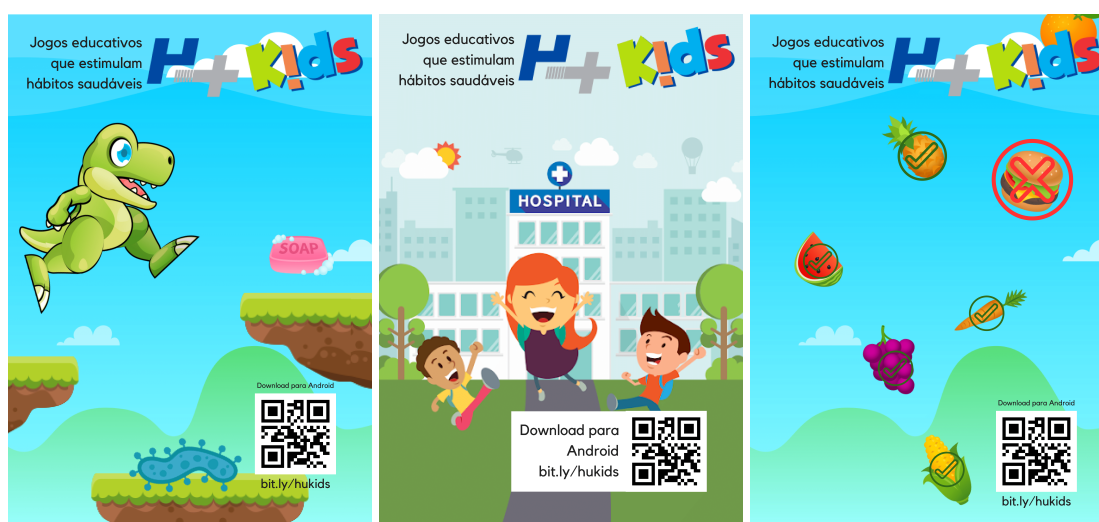 Jogos educativos
que estimulam
hábitos saudáveis
H+ Kids
SOAP
Download para Android
bit.ly/hukids
Jogos educativos
que estimulam
hábitos saudáveis
H+ Kids
HOSPITAL
Download para
Android
bit.ly/hukids
Jogos educativos
que estimulam
hábitos saudáveis
H+ Kids
Download para Android
bit.ly/hukids